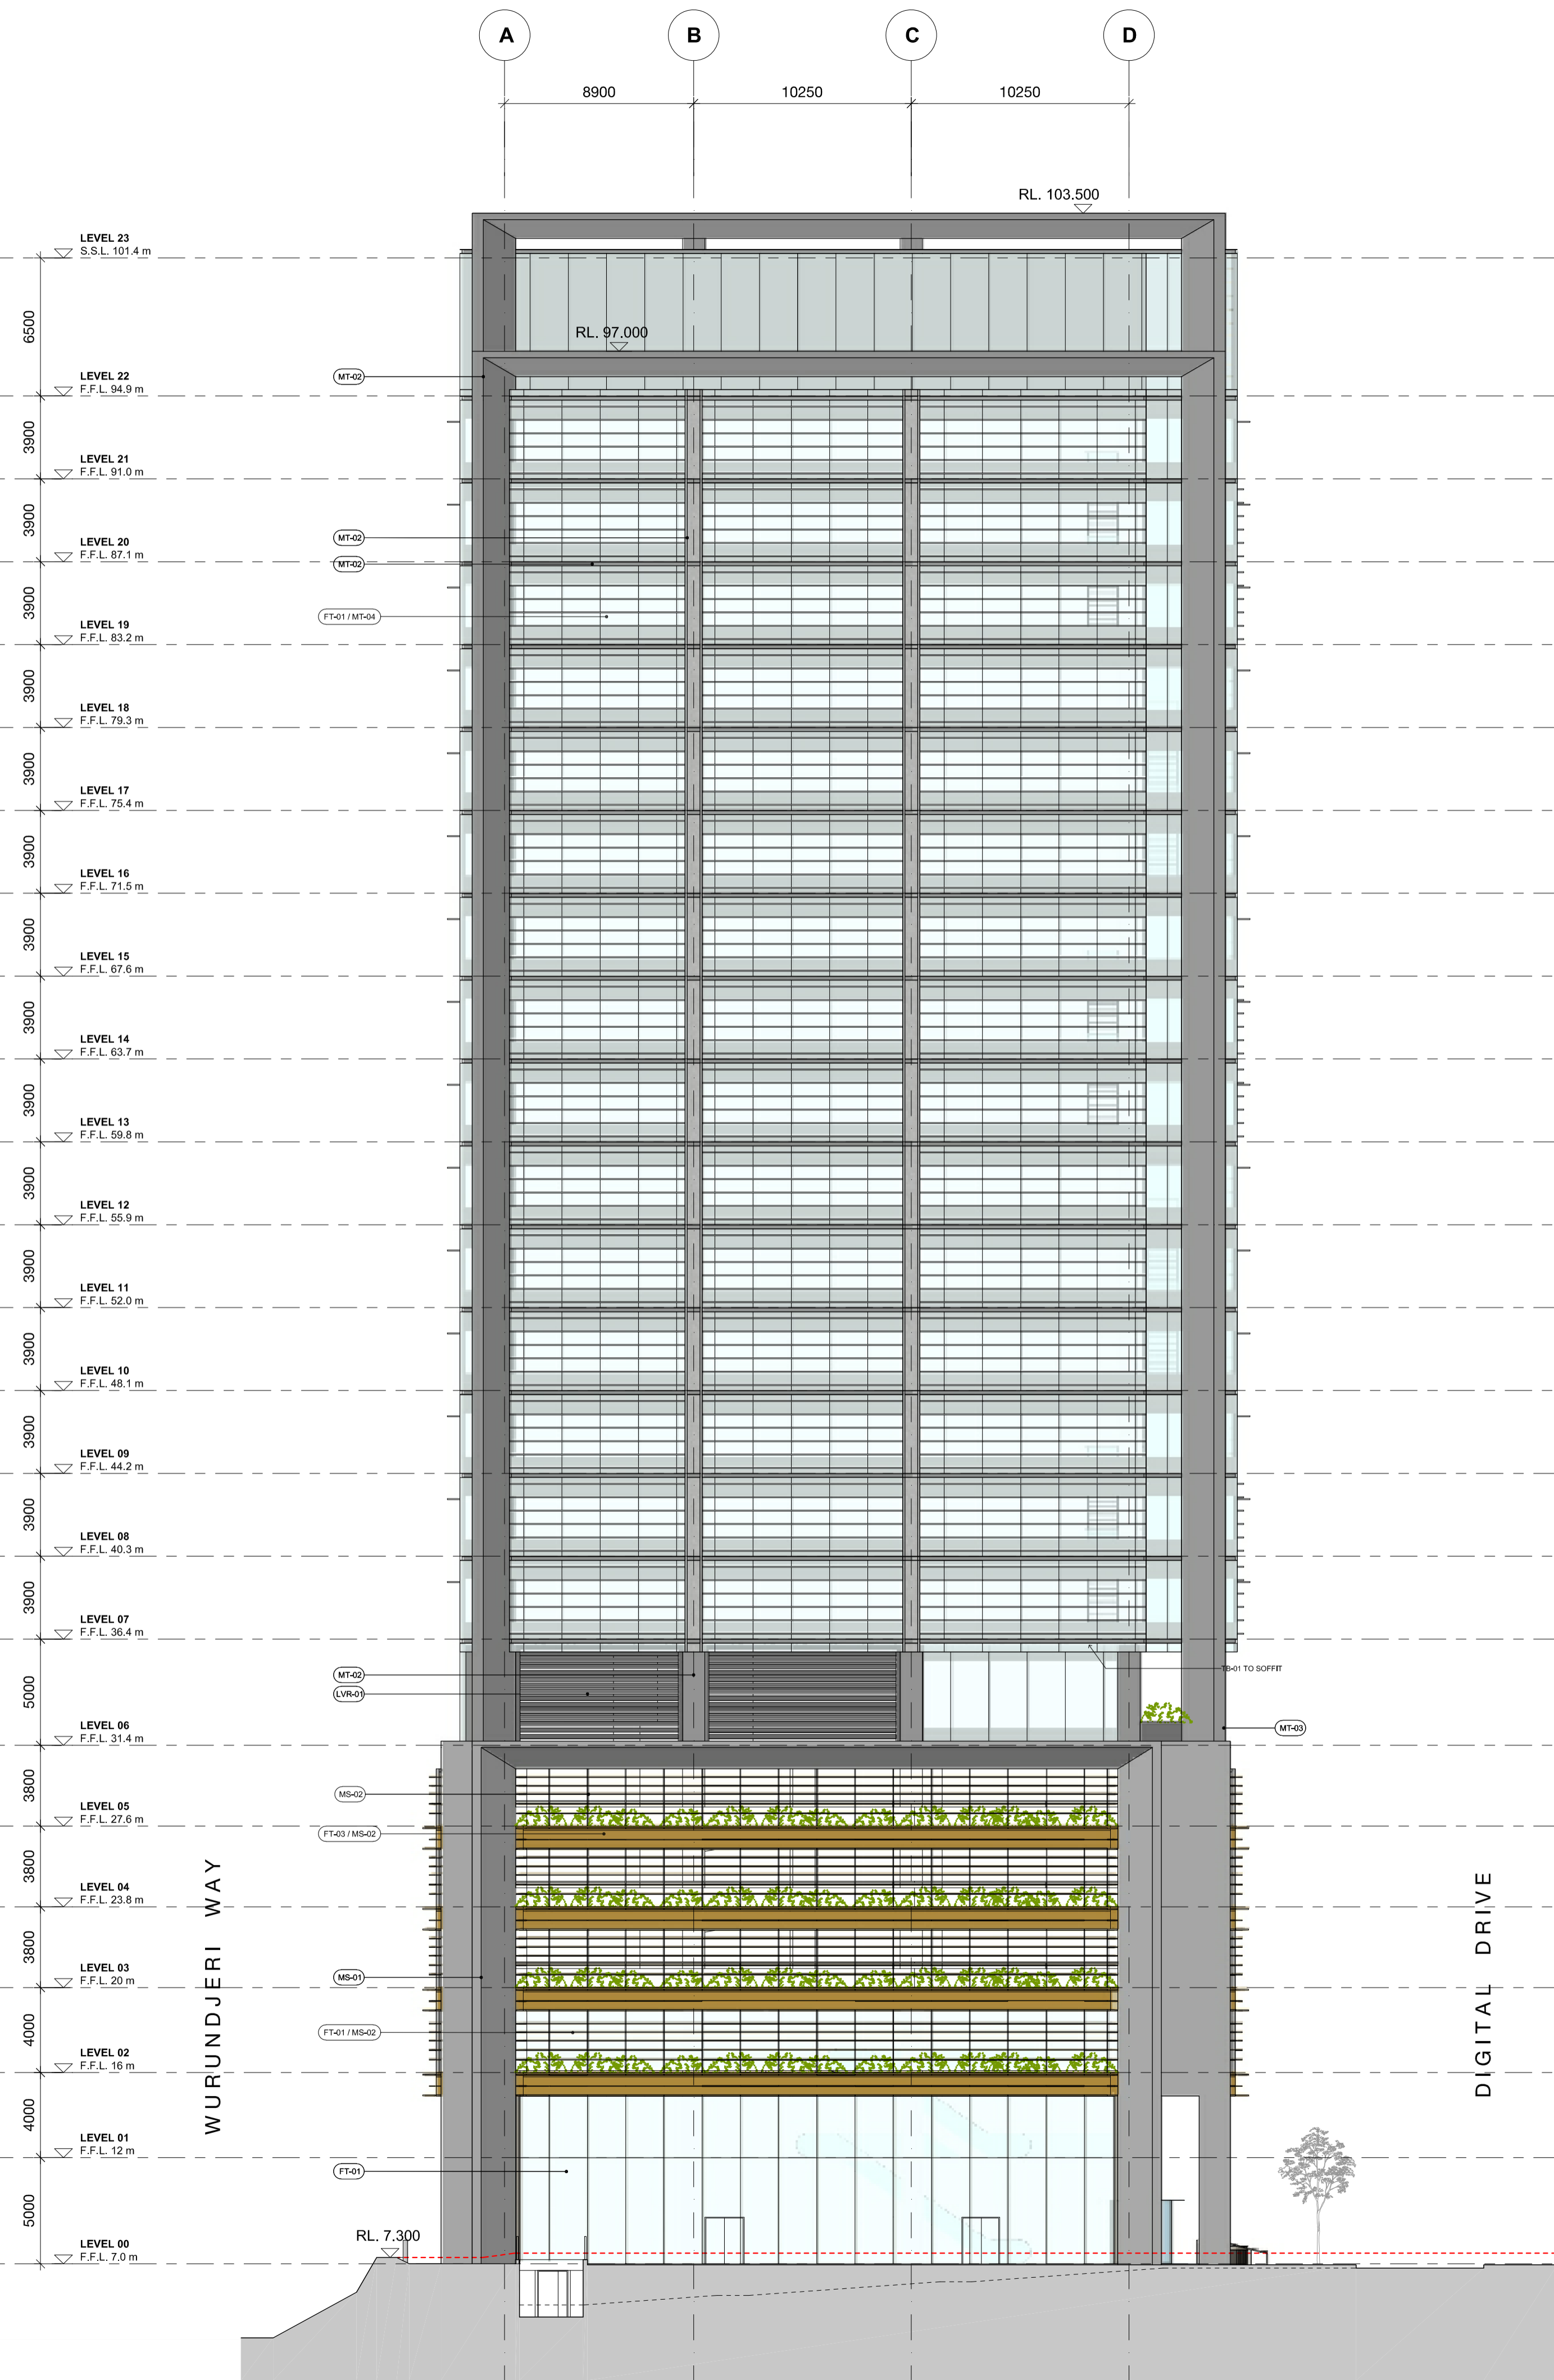 A B C D
8900 10250 10250
RL. 103.500
LEVEL 23
S.S.L. 101.4 m
6500
RL. 97.000
LEVEL 22
F.F.L. 94.9 m
MT-02
3900
LEVEL 21
F.F.L. 91.0 m
3900
MT-02
LEVEL 20
F.F.L. 87.1 m
MT-02
3900
FT-01 / MT-04
LEVEL 19
F.F.L. 83.2 m
3900
LEVEL 18
F.F.L. 79.3 m
3900
LEVEL 17
F.F.L. 75.4 m
3900
LEVEL 16
F.F.L. 71.5 m
3900
LEVEL 15
F.F.L. 67.6 m
3900
LEVEL 14
F.F.L. 63.7 m
3900
LEVEL 13
F.F.L. 59.8 m
3900
LEVEL 12
F.F.L. 55.9 m
3900
LEVEL 11
F.F.L. 52.0 m
3900
LEVEL 10
F.F.L. 48.1 m
3900
LEVEL 09
F.F.L. 44.2 m
3900
LEVEL 08
F.F.L. 40.3 m
3900
LEVEL 07
F.F.L. 36.4 m
TB-01 TO SOFFIT
MT-02
5000
LVR-01
LEVEL 06
F.F.L. 31.4 m
MT-03
3800
MS-02
LEVEL 05
F.F.L. 27.6 m
FT-03 / MS-02
3800
LEVEL 04
F.F.L. 23.8 m
3800
LEVEL 03
F.F.L. 20 m
MS-01
WURUNDJERI WAY
DIGITAL DRIVE
4000
FT-01 / MS-02
LEVEL 02
F.F.L. 16 m
4000
LEVEL 01
F.F.L. 12 m
FT-01
5000
RL. 7.300
LEVEL 00
F.F.L. 7.0 m